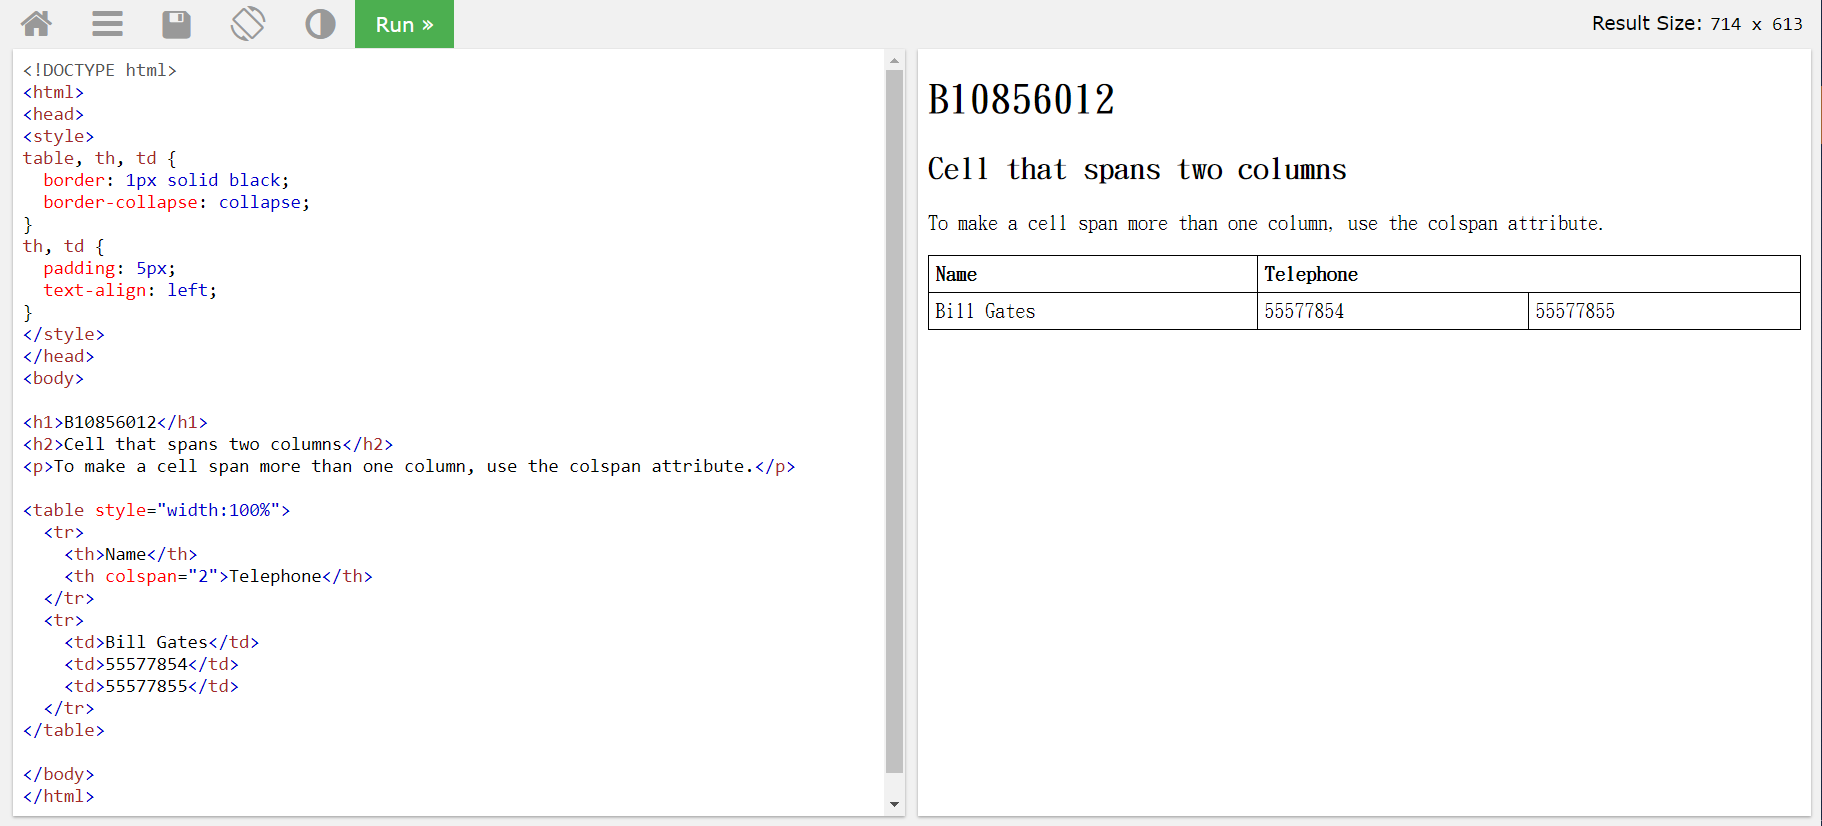 Run »
Result Size: 714 x 613
<!DOCTYPE html>
<html>
<head>
<style>
table, th, td {
  border: 1px solid black;
  border-collapse: collapse;
}
th, td {
  padding: 5px;
  text-align: left;
}
</style>
</head>
<body>

<h1>B10856012</h1>
<h2>Cell that spans two columns</h2>
<p>To make a cell span more than one column, use the colspan attribute.</p>

<table style="width:100%">
  <tr>
    <th>Name</th>
    <th colspan="2">Telephone</th>
  </tr>
  <tr>
    <td>Bill Gates</td>
    <td>55577854</td>
    <td>55577855</td>
  </tr>
</table>

</body>
</html>
B10856012
Cell that spans two columns
To make a cell span more than one column, use the colspan attribute.
Name Telephone
Bill Gates 55577854 55577855